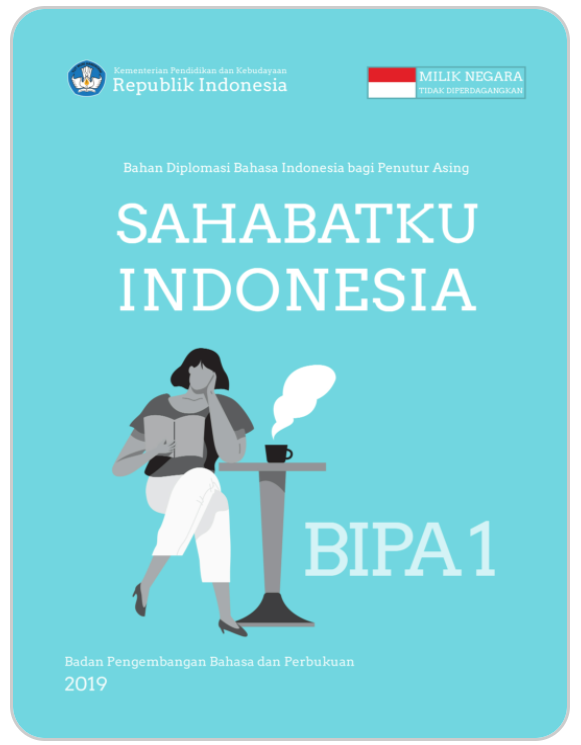 Kementerian Pendidikan dan Kebudayaan
Republik Indonesia
MILIK NEGARA
TIDAK DIPERDAGANGKAN
Bahan Diplomasi Bahasa Indonesia bagi Penutur Asing
SAHABATKU
INDONESIA
BIPA 1
Badan Pengembangan Bahasa dan Perbukuan
2019